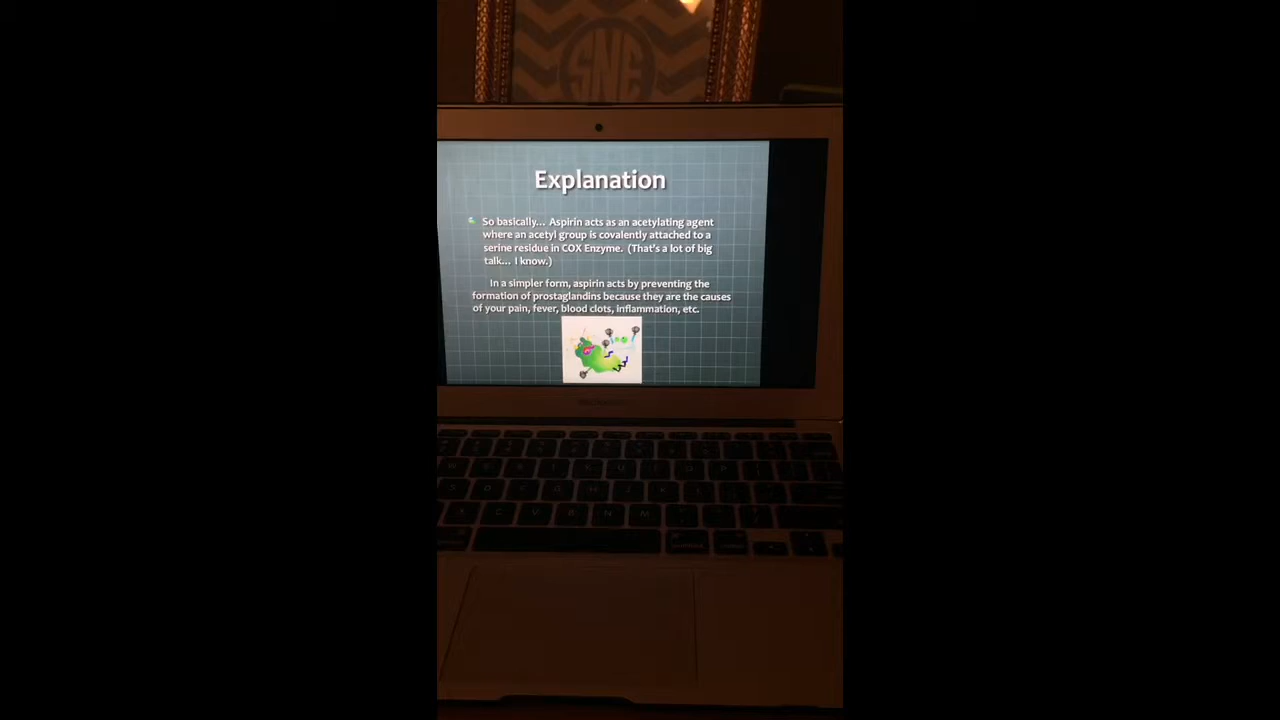 SNE
Explanation
So basically... Aspirin acts as an acetylating agent
where an acetyl group is covalently attached to a
serine residue in COX Enzyme. (That's a lot of big
talk... I know.)
In a simpler form, aspirin acts by preventing the
formation of prostaglandins because they are the causes
of your pain, fever, blood clots, inflammation, etc.